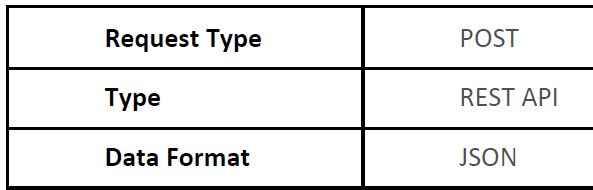 Request Type POST
Type REST API
Data Format JSON